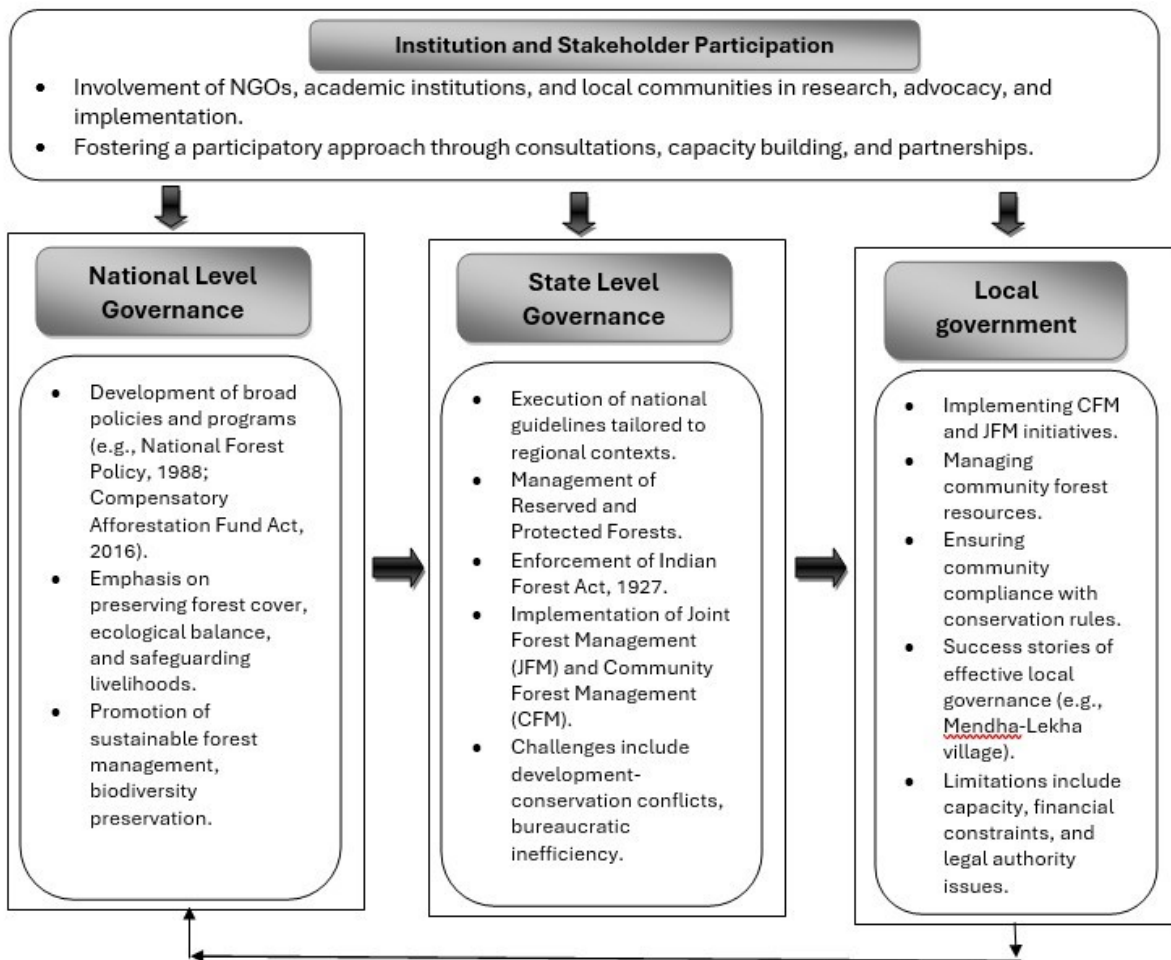 Institution and Stakeholder Participation
• Involvement of NGOs, academic institutions, and local communities in research, advocacy, and
implementation.
• Fostering a participatory approach through consultations, capacity building, and partnerships.
National Level
Governance
• Development of broad
policies and programs
(e.g., National Forest
Policy, 1988;
Compensatory
Afforestation Fund Act,
2016).
• Emphasis on
preserving forest cover,
ecological balance,
and safeguarding
livelihoods.
• Promotion of
sustainable forest
management,
biodiversity
preservation.
State Level
Governance
• Execution of national
guidelines tailored to
regional contexts.
• Management of
Reserved and
Protected Forests.
• Enforcement of Indian
Forest Act, 1927.
• Implementation of Joint
Forest Management
(JFM) and Community
Forest Management
(CFM).
• Challenges include
development-
conservation conflicts,
bureaucratic
inefficiency.
Local
government
• Implementing CFM
and JFM initiatives.
• Managing
community forest
resources.
• Ensuring
community
compliance with
conservation rules.
• Success stories of
effective local
governance (e.g.,
Mendha-Lekha
village).
• Limitations include
capacity, financial
constraints, and
legal authority
issues.